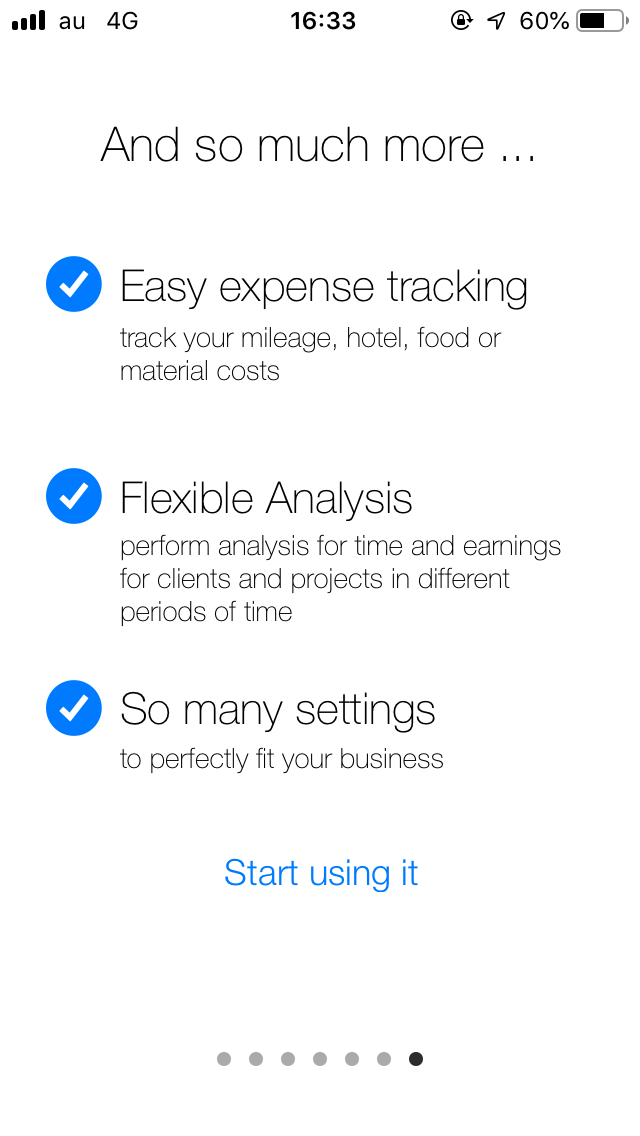 au 4G 16:33 60%
And so much more ...
Easy expense tracking
track your mileage, hotel, food or
material costs
Flexible Analysis
perform analysis for time and earnings
for clients and projects in different
periods of time
So many settings
to perfectly fit your business
Start using it